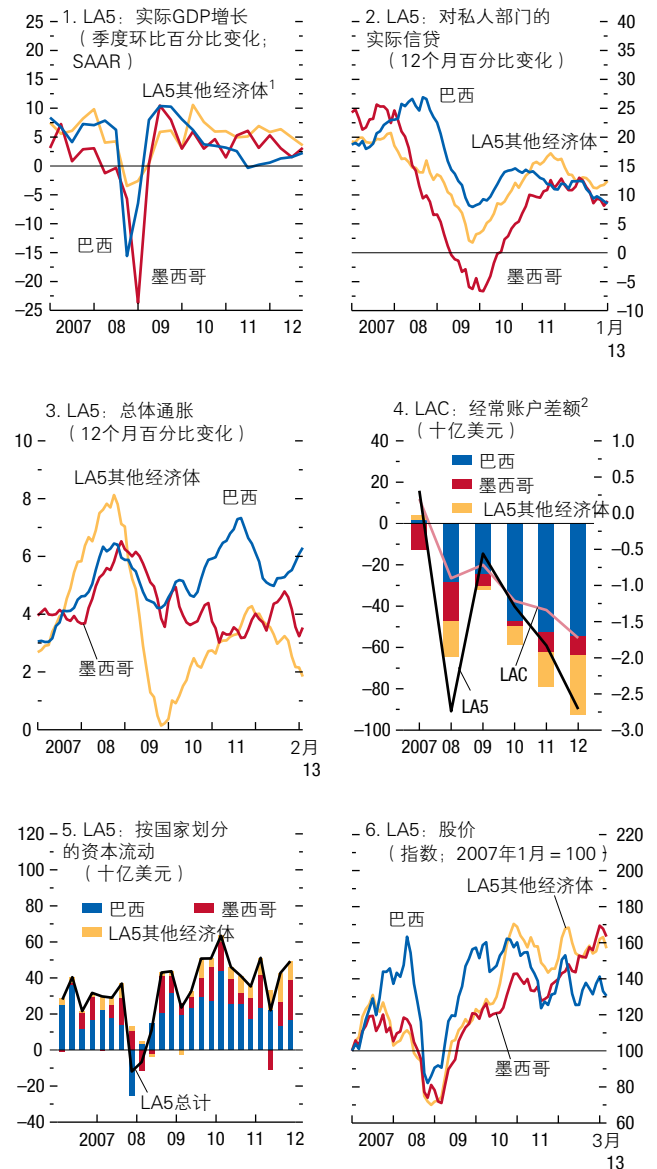 1. LA5：实际GDP增长
（季度环比百分比变化；
SAAR）
15
10
5
0
–5
–10
–15
–20
–25
LA5其他经济体1
巴西
墨西哥
2007 08 09 10 11 12
2. LA5：对私人部门的
实际信贷
（12个月百分比变化）
40
35
30
25
20
15
10
5
0
–5
–10
巴西
LA5其他经济体
墨西哥
2007 08 09 10 11 12 1月
13
3. LA5：总体通胀
（12个月百分比变化）
10
8
6
4
2
0
LA5其他经济体
巴西
墨西哥
2007 08 09 10 11 12 2月
13
4. LAC：经常账户差额2
（十亿美元）
40
20
0
–20
–40
–60
–80
–100
1.0
0.5
0.0
–0.5
–1.0
–1.5
–2.0
–2.5
–3.0
巴西
墨西哥
LA5其他经济体
LAC
LA5
2007 08 09 10 11 12
5. LA5：按国家划分
的资本流动
（十亿美元）
120
100
80
60
40
20
0
–20
–40
巴西 墨西哥
LA5其他经济体
LA5总计
2007 08 09 10 11 12
6. LA5：股价
（指数；2007年1月＝100）
220
200
180
160
140
120
100
80
60
LA5其他经济体
巴西
墨西哥
2007 08 09 10 11 12 3月
13